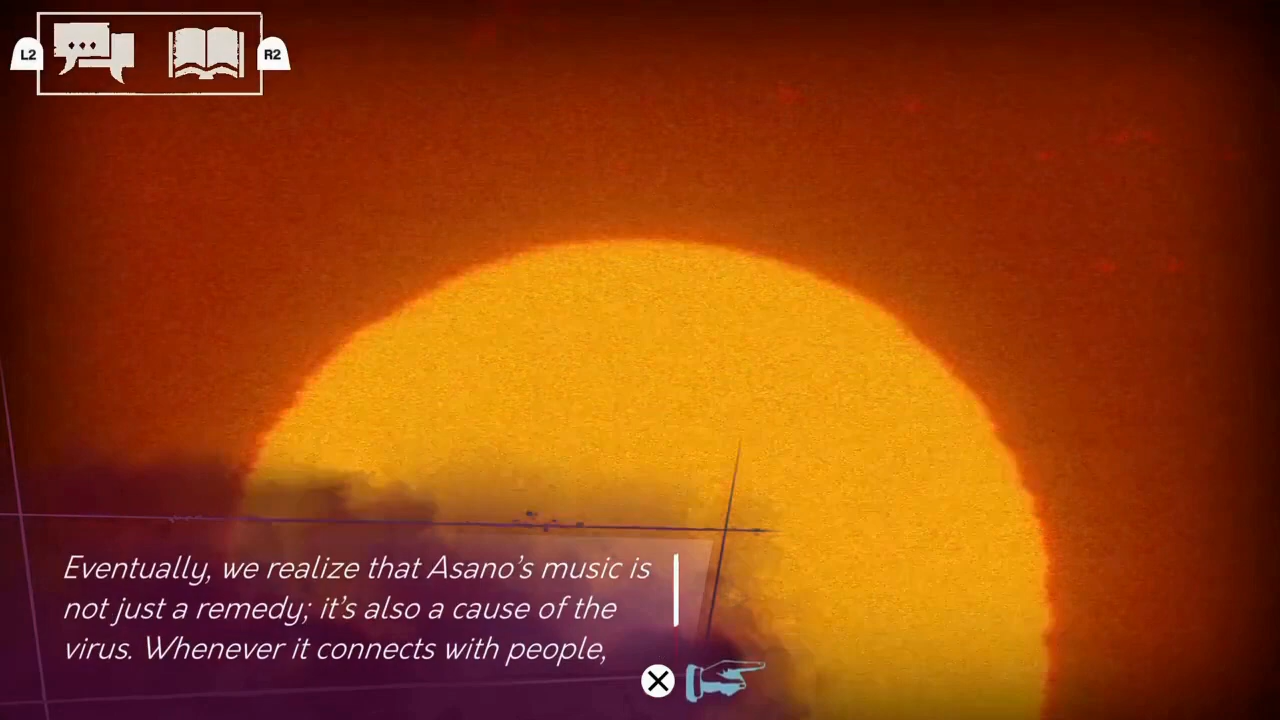 L2
R2
Eventually, we realize that Asano's music is
not just a remedy; it's also a cause of the
virus. Whenever it connects with people,